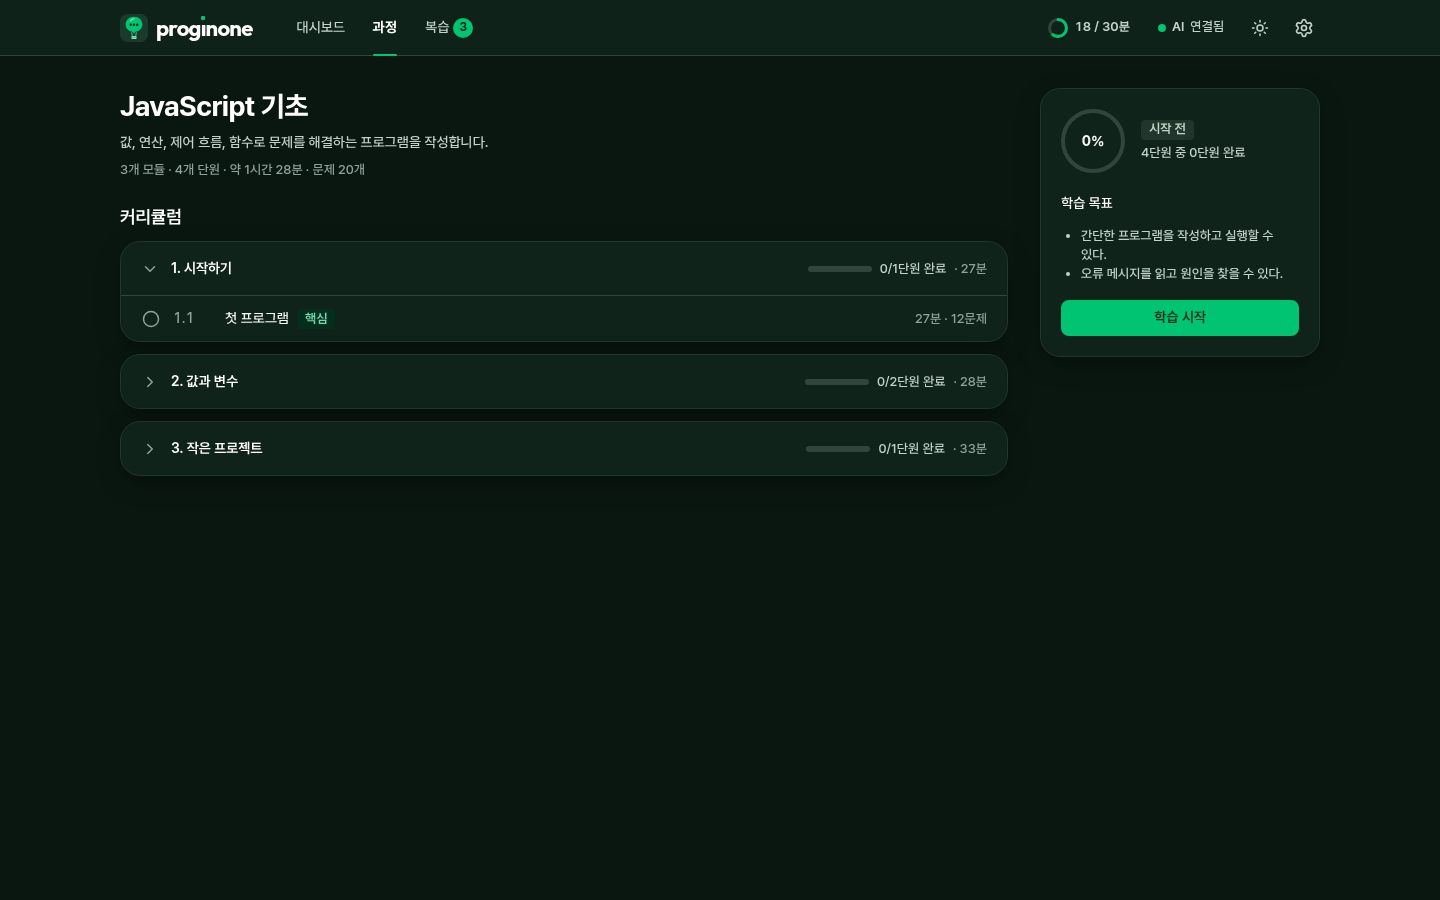 proginone
대시보드
과정
복습 3
18 / 30분
AI 연결됨
JavaScript 기초
값, 연산, 제어 흐름, 함수로 문제를 해결하는 프로그램을 작성합니다.
3개 모듈 · 4개 단원 · 약 1시간 28분 · 문제 20개
커리큘럼
1. 시작하기
0/1단원 완료 · 27분
1.1 첫 프로그램 핵심
27분 · 12문제
2. 값과 변수
0/2단원 완료 · 28분
3. 작은 프로젝트
0/1단원 완료 · 33분
0%
시작 전
4단원 중 0단원 완료
학습 목표
• 간단한 프로그램을 작성하고 실행할 수
있다.
• 오류 메시지를 읽고 원인을 찾을 수 있다.
학습 시작